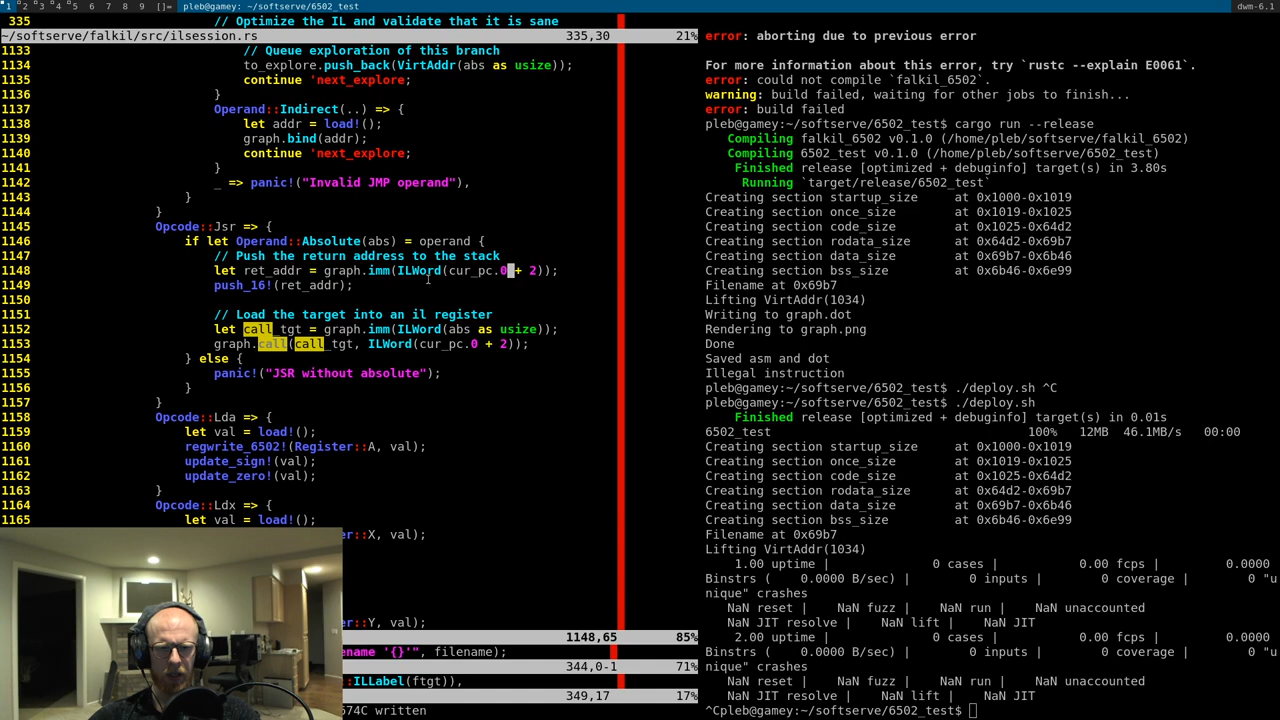 1 2 3 4 5 6 7 8 9 []= pleb@gamey: ~/softserve/6502_test dwm-6.1
335 // Optimize the IL and validate that it is sane
~/softserve/falkil/src/ilsession.rs 335,30 21%
1133 // Queue exploration of this branch
1134 to_explore.push_back(VirtAddr(abs as usize));
1135 continue 'next_explore;
1136 }
1137 Operand::Indirect(..) => {
1138 let addr = load!();
1139 graph.bind(addr);
1140 continue 'next_explore;
1141 }
1142 _ => panic!("Invalid JMP operand"),
1143 }
1144 }
1145 Opcode::Jsr => {
1146 if let Operand::Absolute(abs) = operand {
1147 // Push the return address to the stack
1148 let ret_addr = graph.imm(ILWord(cur_pc.0 + 2));
1149 push_16!(ret_addr);
1150
1151 // Load the target into an il register
1152 let call_tgt = graph.imm(ILWord(abs as usize));
1153 graph.call(call_tgt, ILWord(cur_pc.0 + 2));
1154 } else {
1155 panic!("JSR without absolute");
1156 }
1157 }
1158 Opcode::Lda => {
1159 let val = load!();
1160 regwrite_6502!(Register::A, val);
1161 update_sign!(val);
1162 update_zero!(val);
1163 }
1164 Opcode::Ldx => {
1165 let val = load!();
er::X, val);
er::Y, val);
1148,65 85%
ename '{}'", filename);
344,0-1 71%
:ILLabel(ftgt)),
349,17 17%
574C written
error: aborting due to previous error
For more information about this error, try `rustc --explain E0061`.
error: could not compile `falkil_6502`.
warning: build failed, waiting for other jobs to finish...
error: build failed
pleb@gamey:~/softserve/6502_test$ cargo run --release
Compiling falkil_6502 v0.1.0 (/home/pleb/softserve/falkil_6502)
Compiling 6502_test v0.1.0 (/home/pleb/softserve/6502_test)
Finished release [optimized + debuginfo] target(s) in 3.80s
Running `target/release/6502_test`
Creating section startup_size at 0x1000-0x1019
Creating section once_size at 0x1019-0x1025
Creating section code_size at 0x1025-0x64d2
Creating section rodata_size at 0x64d2-0x69b7
Creating section data_size at 0x69b7-0x6b46
Creating section bss_size at 0x6b46-0x6e99
Filename at 0x69b7
Lifting VirtAddr(1034)
Writing to graph.dot
Rendering to graph.png
Done
Saved asm and dot
Illegal instruction
pleb@gamey:~/softserve/6502_test$ ./deploy.sh ^C
pleb@gamey:~/softserve/6502_test$ ./deploy.sh
Finished release [optimized + debuginfo] target(s) in 0.01s
6502_test 100% 12MB 46.1MB/s 00:00
Creating section startup_size at 0x1000-0x1019
Creating section once_size at 0x1019-0x1025
Creating section code_size at 0x1025-0x64d2
Creating section rodata_size at 0x64d2-0x69b7
Creating section data_size at 0x69b7-0x6b46
Creating section bss_size at 0x6b46-0x6e99
Filename at 0x69b7
Lifting VirtAddr(1034)
1.00 uptime | 0 cases | 0.00 fcps | 0.0000
Binstrs ( 0.0000 B/sec) | 0 inputs | 0 coverage | 0 "u
nique" crashes
NaN reset | NaN fuzz | NaN run | NaN unaccounted
NaN JIT resolve | NaN lift | NaN JIT
2.00 uptime | 0 cases | 0.00 fcps | 0.0000
Binstrs ( 0.0000 B/sec) | 0 inputs | 0 coverage | 0 "u
nique" crashes
NaN reset | NaN fuzz | NaN run | NaN unaccounted
NaN JIT resolve | NaN lift | NaN JIT
^Cpleb@gamey:~/softserve/6502_test$